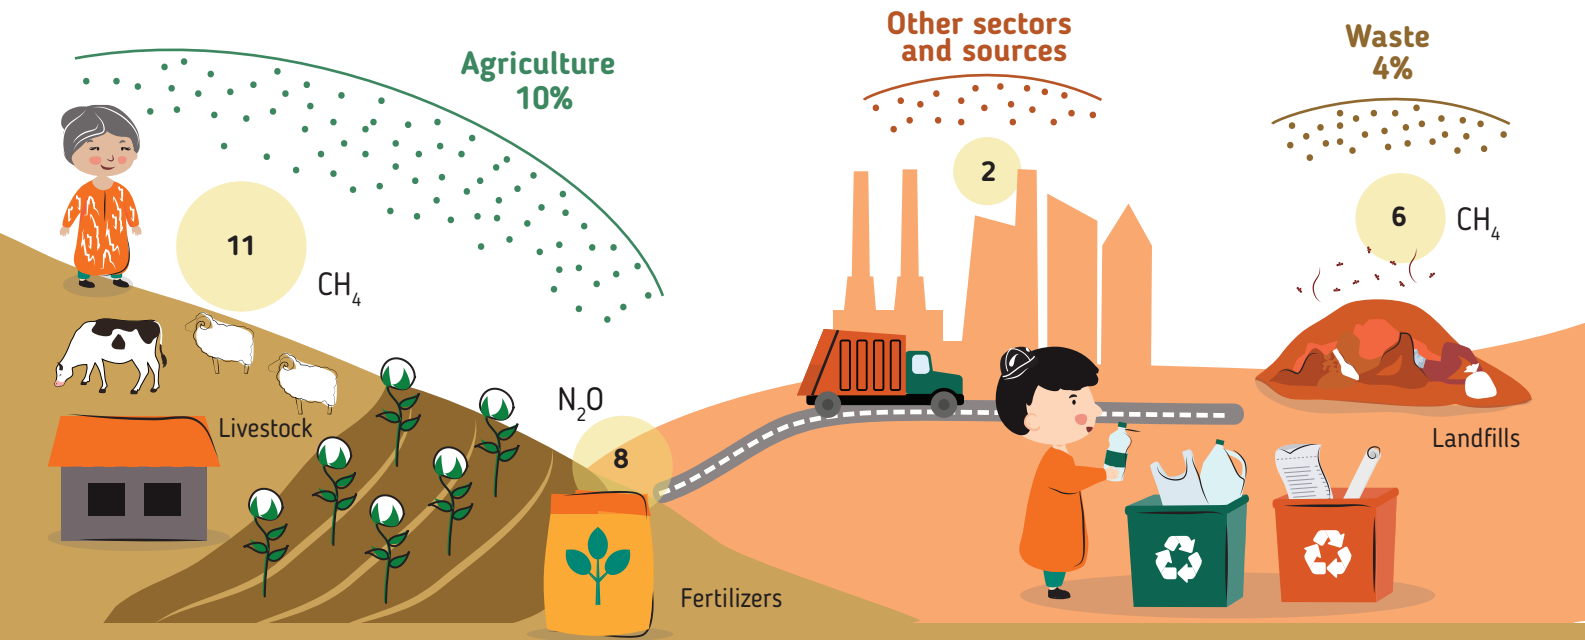 Agriculture
10%
11
CH₄
Livestock
N₂O
8
Fertilizers
Other sectors
and sources
2
Waste
4%
6
CH₄
Landfills